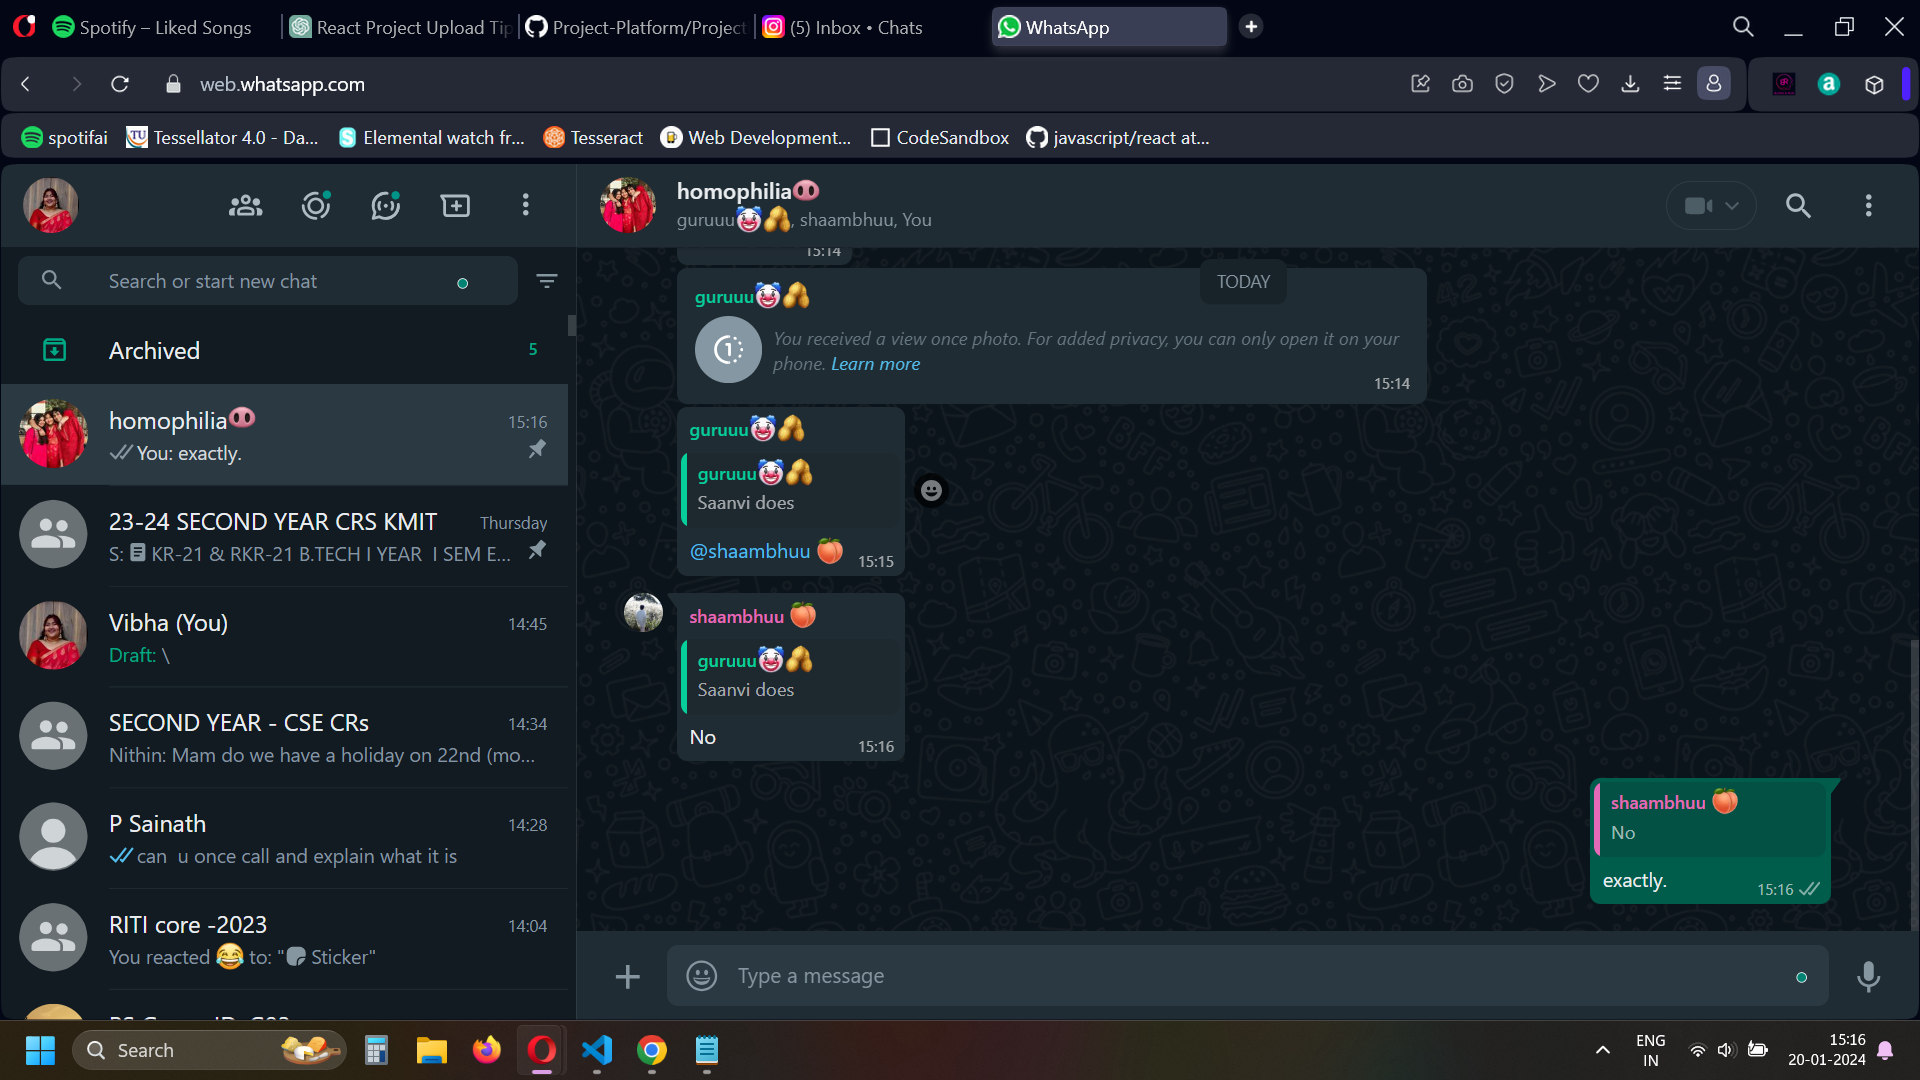 Spotify – Liked Songs
React Project Upload Tip
Project-Platform/Project
(5) Inbox • Chats
WhatsApp
web.whatsapp.com
spotifai
TU
Tessellator 4.0 - Da...
Elemental watch fr...
Tesseract
Web Development...
CodeSandbox
javascript/react at...
Search or start new chat
Archived
5
homophilia🐽
15:16
You: exactly.
23-24 SECOND YEAR CRS KMIT
Thursday
S: KR-21 & RKR-21 B.TECH I YEAR I SEM E...
Vibha (You)
14:45
Draft: \
SECOND YEAR - CSE CRs
14:34
Nithin: Mam do we have a holiday on 22nd (mo...
P Sainath
14:28
can u once call and explain what it is
RITI core -2023
14:04
You reacted 😂 to: "Sticker"
homophilia🐽
guruuu🤡🥜, shaambhuu, You
15:14
TODAY
guruuu🤡🥜
You received a view once photo. For added privacy, you can only open it on your
phone. Learn more
15:14
guruuu🤡🥜
guruuu🤡🥜
Saanvi does
@shaambhuu 🍑
15:15
shaambhuu 🍑
guruuu🤡🥜
Saanvi does
No
15:16
shaambhuu 🍑
No
exactly.
15:16
Type a message
Search
ENG
IN
15:16
20-01-2024